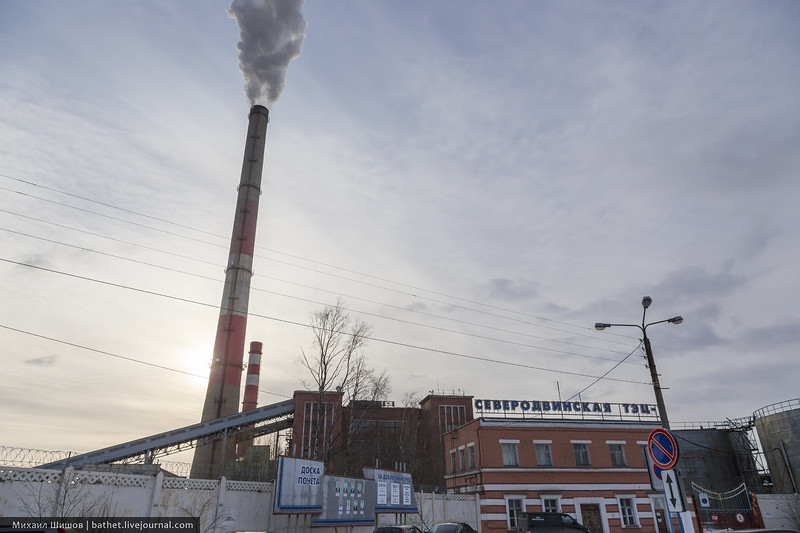 СЕВЕРОДВИНСКАЯ ТЭЦ-
ДОСКА
ПОЧЕТА
Михаил Шишов / bathet.livejournal.com